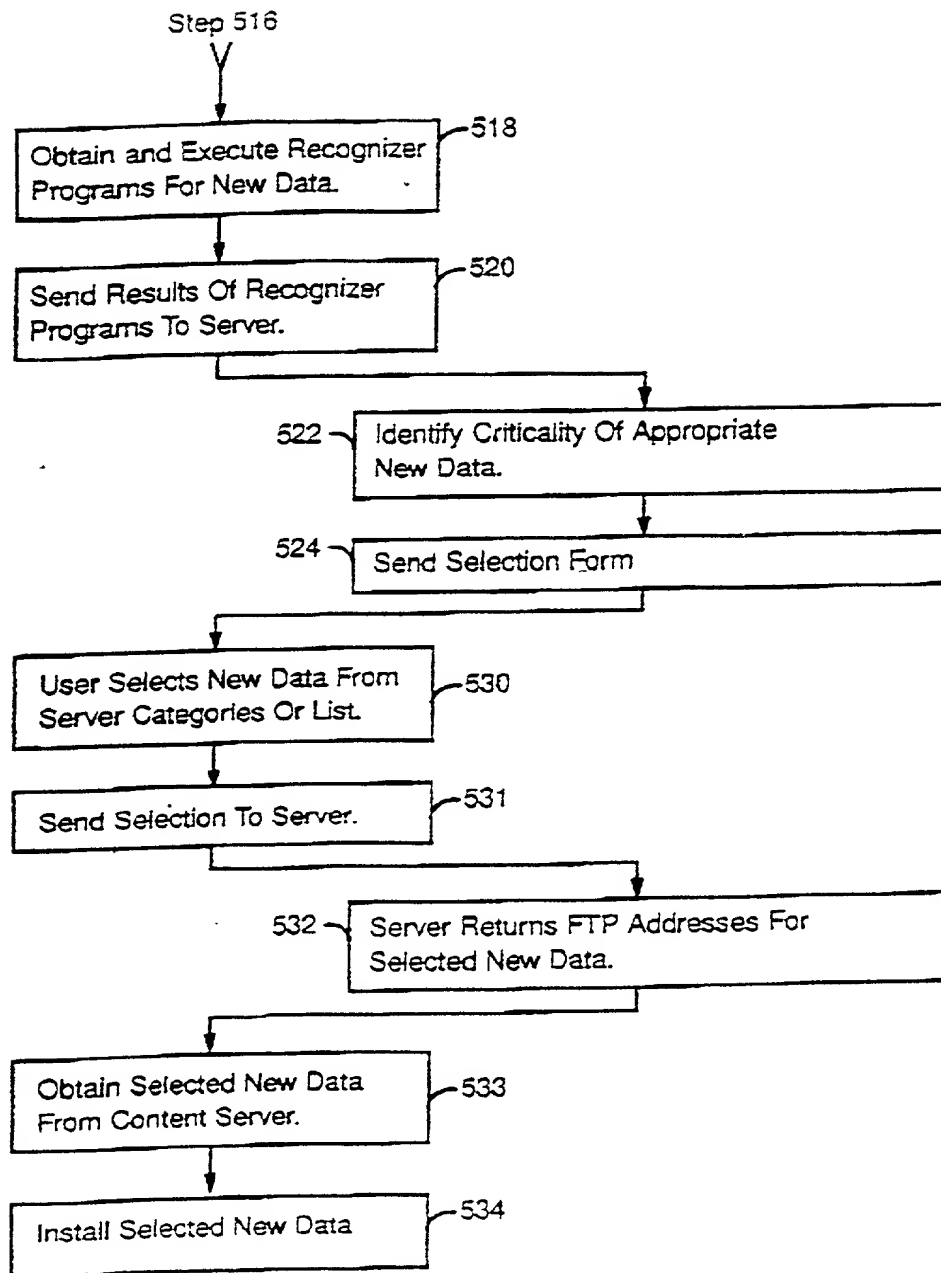 Step 516
518
Obtain and Execute Recognizer
Programs For New Data.
520
Send Results Of Recognizer
Programs To Server.
522
Identify Criticality Of Appropriate
New Data.
524
Send Selection Form
User Selects New Data From
Server Categories Or List.
530
Send Selection To Server.
531
532
Server Returns FTP Addresses For
Selected New Data.
Obtain Selected New Data
From Content Server.
533
Install Selected New Data
534